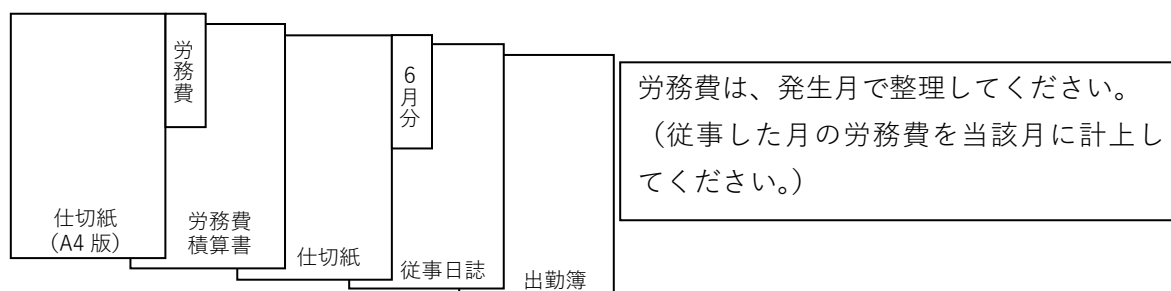 労務費
6月分
労務費は、発生月で整理してください。
（従事した月の労務費を当該月に計上し
てください。）
仕切紙
（A4 版）
労務費
積算書
仕切紙
従事日誌
出勤簿